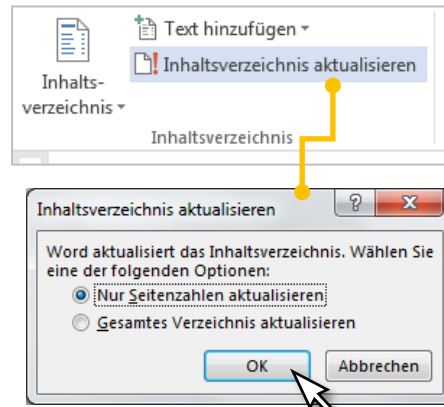 Text hinzufügen
Inhaltsverzeichnis aktualisieren
Inhalts-
verzeichnis
Inhaltsverzeichnis
Inhaltsverzeichnis aktualisieren
Word aktualisiert das Inhaltsverzeichnis. Wählen Sie
eine der folgenden Optionen:
Nur Seitenzahlen aktualisieren
Gesamtes Verzeichnis aktualisieren
OK
Abbrechen